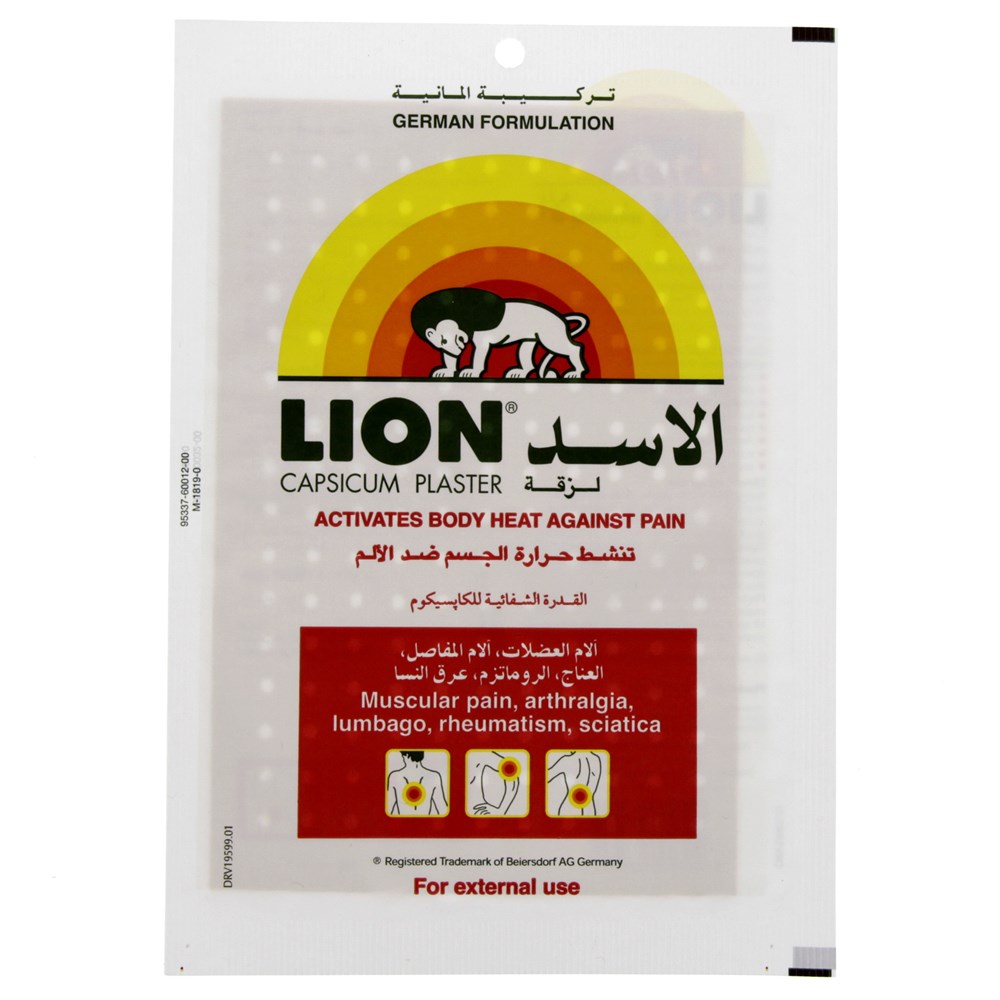 تركيبة المانية
GERMAN FORMULATION
LION® الاسد
CAPSICUM PLASTER لزقة
ACTIVATES BODY HEAT AGAINST PAIN
تنشط حرارة الجسم ضد الألم
القدرة الشفائية للكاپسيكوم
آلام العضلات، آلام المفاصل،
العناج، الروماتزم، عرق النسا
Muscular pain, arthralgia,
lumbago, rheumatism, sciatica
® Registered Trademark of Beiersdorf AG Germany
For external use
DRV19599.01
95337-60012-00
M-1819-0